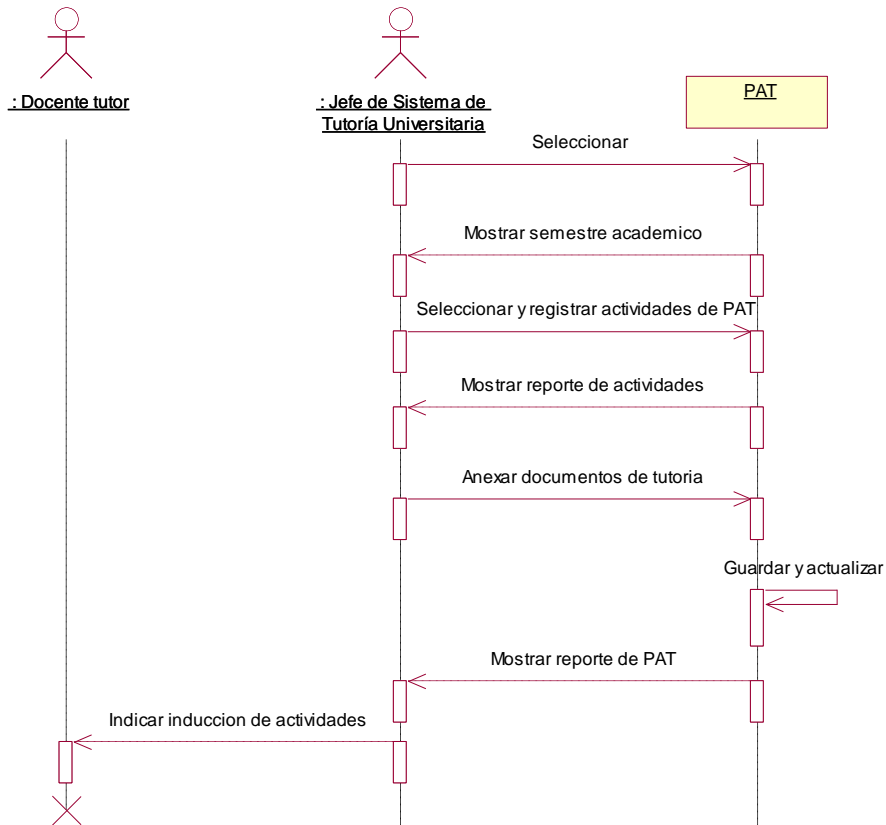 : Docente tutor
: Jefe de Sistema de
Tutoría Universitaria
PAT
Seleccionar
Mostrar semestre academico
Seleccionar y registrar actividades de PAT
Mostrar reporte de actividades
Anexar documentos de tutoria
Guardar y actualizar
Mostrar reporte de PAT
Indicar induccion de actividades